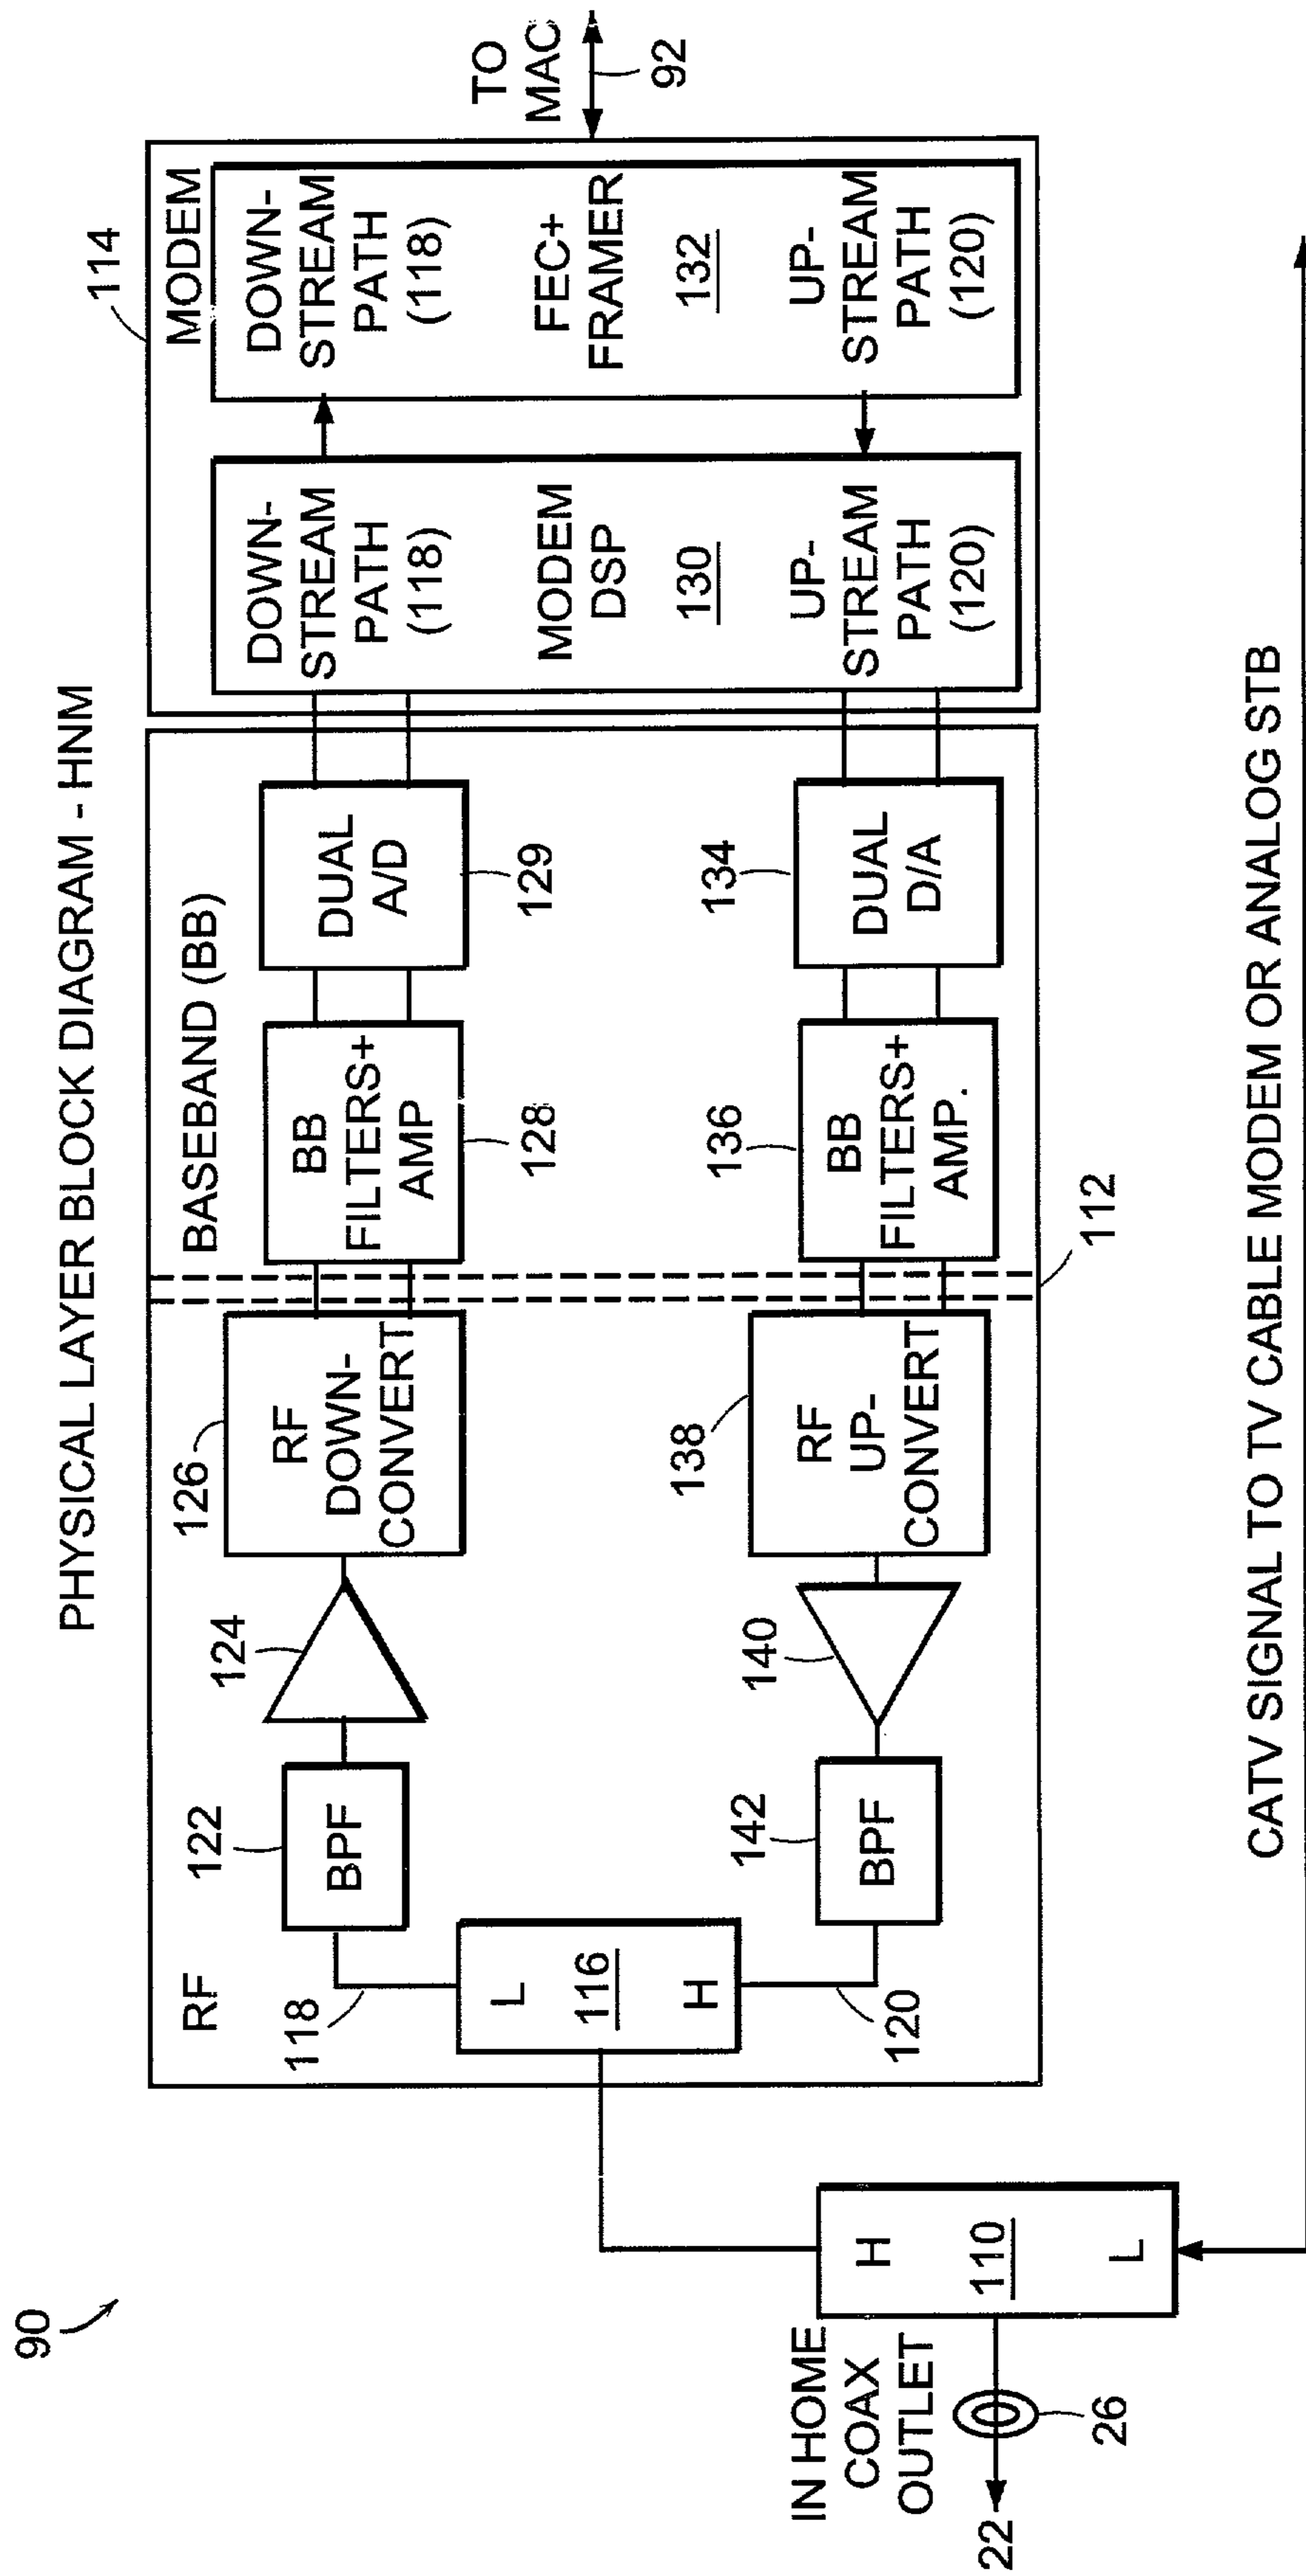 PHYSICAL LAYER BLOCK DIAGRAM - HNM
90
114
RF
BASEBAND (BB)
MODEM
122
BPF
124
126
RF
DOWN-
CONVERT
BB
FILTERS+
AMP
128
DUAL
A/D
129
DOWN-
STREAM
PATH
(118)
MODEM
DSP
130
UP-
STREAM
PATH
(120)
DOWN-
STREAM
PATH
(118)
FEC+
FRAMER
132
UP-
STREAM
PATH
(120)
TO
MAC
92
118
L
116
H
120
142
BPF
140
138
RF
UP-
CONVERT
136
BB
FILTERS+
AMP.
134
DUAL
D/A
112
IN HOME
COAX
OUTLET
22
26
H
110
L
CATV SIGNAL TO TV CABLE MODEM OR ANALOG STB